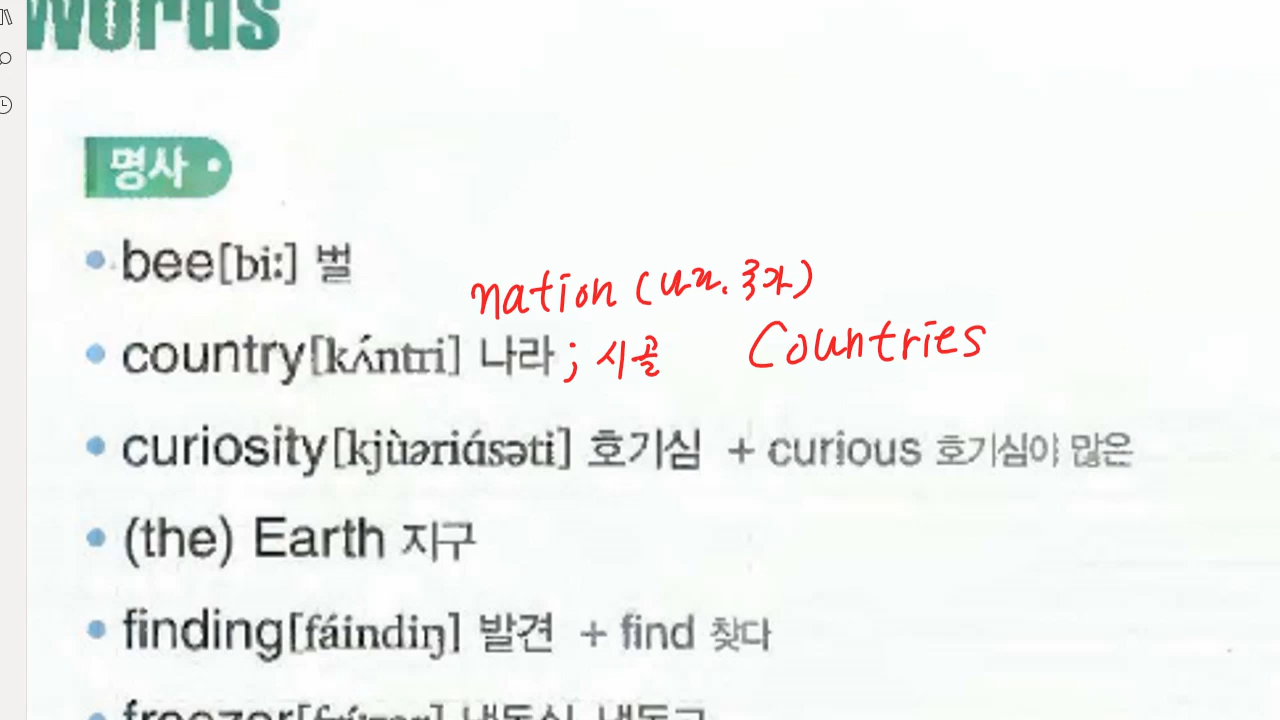 words
명사
bee[biː] 벌
nation (나라. 국가)
country[kʌ́ntri] 나라 ; 시골 Countries
curiosity[kjùəriɑ́səti] 호기심 + curious 호기심이 많은
(the) Earth 지구
finding[fáindiŋ] 발견 + find 찾다